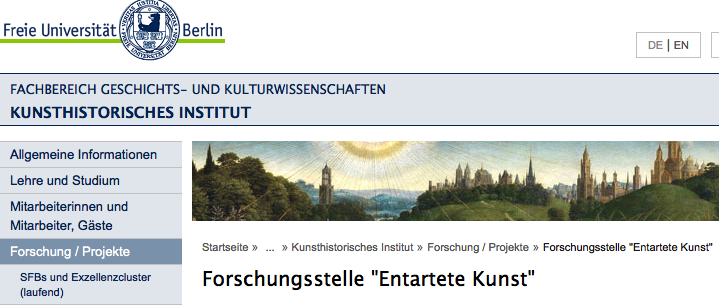 Freie Universität Berlin
DE | EN
FACHBEREICH GESCHICHTS- UND KULTURWISSENSCHAFTEN
KUNSTHISTORISCHES INSTITUT
Allgemeine Informationen
Lehre und Studium
Mitarbeiterinnen und
Mitarbeiter, Gäste
Forschung / Projekte
SFBs und Exzellenzcluster
(laufend)
Startseite » ... » Kunsthistorisches Institut » Forschung / Projekte » Forschungsstelle "Entartete Kunst"
Forschungsstelle "Entartete Kunst"